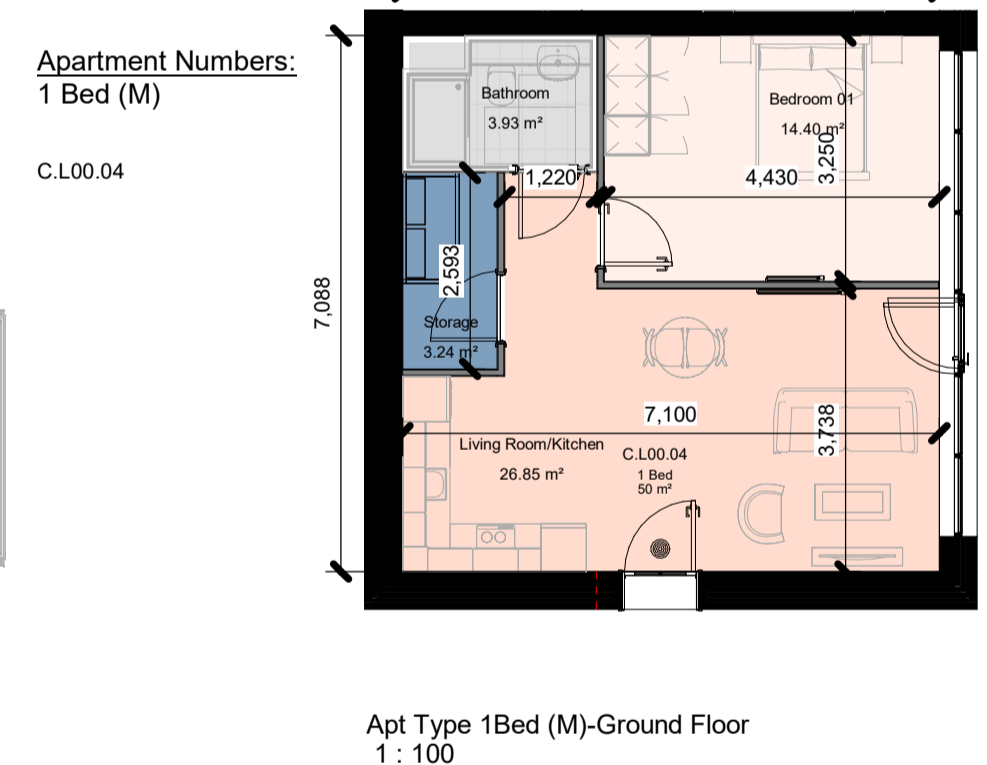 Apartment Numbers:
1 Bed (M)
C.L00.04
Bathroom
3.93 m²
Bedroom 01
14.40 m²
3,250
1,220
4,430
2,593
7,088
Storage
3.24 m²
7,100
3,738
Living Room/Kitchen
26.85 m²
C.L00.04
1 Bed
50 m²
Apt Type 1Bed (M)-Ground Floor
1 : 100